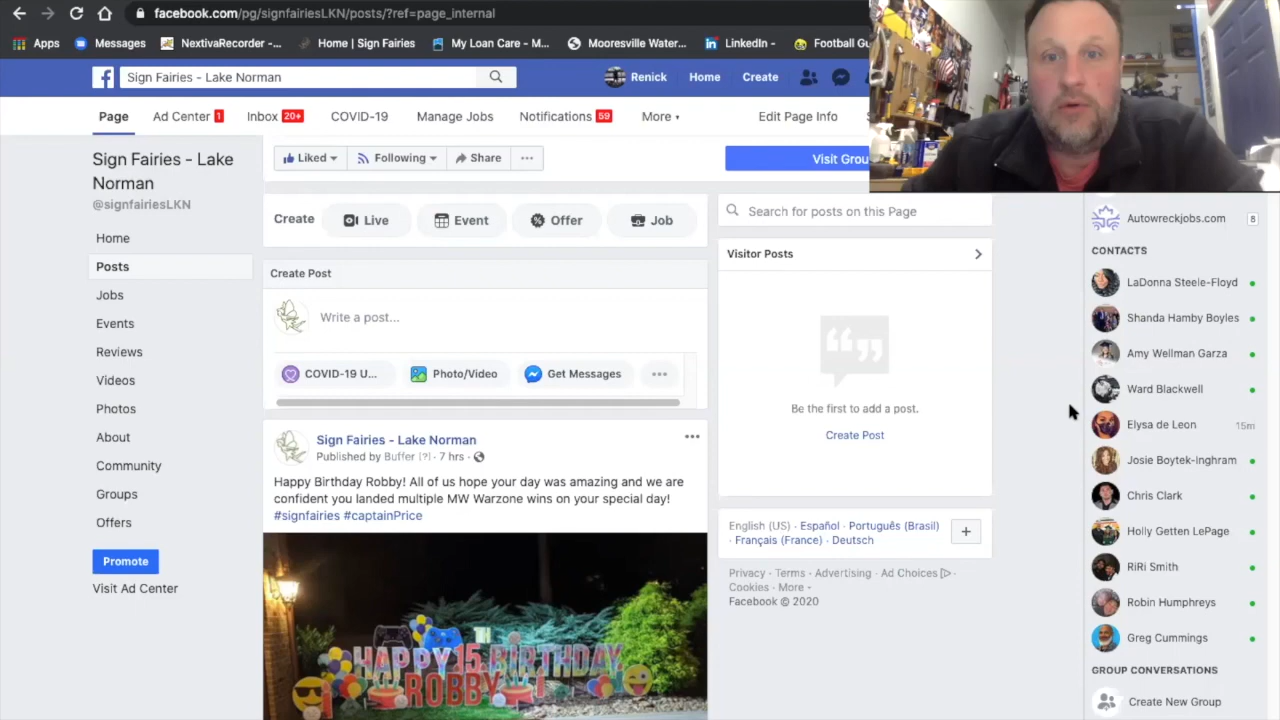 facebook.com/pg/signfairiesLKN/posts/?ref=page_internal
Apps Messages NextivaRecorder -... Home | Sign Fairies My Loan Care - M... Mooresville Water... LinkedIn - Football Gu
Sign Fairies - Lake Norman Renick Home Create
Page Ad Center 1 Inbox 20+ COVID-19 Manage Jobs Notifications 59 More Edit Page Info
Sign Fairies - Lake
Norman
@signfairiesLKN
Home
Posts
Jobs
Events
Reviews
Videos
Photos
About
Community
Groups
Offers
Promote
Visit Ad Center
Liked Following Share ... Visit Grou
Create Live Event Offer Job
Create Post
Write a post...
COVID-19 U... Photo/Video Get Messages ...
Sign Fairies - Lake Norman ...
Published by Buffer [?] · 7 hrs ·
Happy Birthday Robby! All of us hope your day was amazing and we are
confident you landed multiple MW Warzone wins on your special day!
#signfairies #captainPrice
HAPPY 15 BIRTHDAY
ROBBY
Search for posts on this Page
Visitor Posts
Be the first to add a post.
Create Post
English (US) · Español · Português (Brasil)
· Français (France) · Deutsch
+
Privacy · Terms · Advertising · Ad Choices ·
Cookies · More
Facebook © 2020
Autowreckjobs.com 8
CONTACTS
LaDonna Steele-Floyd
Shanda Hamby Boyles
Amy Wellman Garza
Ward Blackwell
Elysa de Leon 15m
Josie Boytek-Inghram
Chris Clark
Holly Getten LePage
RiRi Smith
Robin Humphreys
Greg Cummings
GROUP CONVERSATIONS
Create New Group